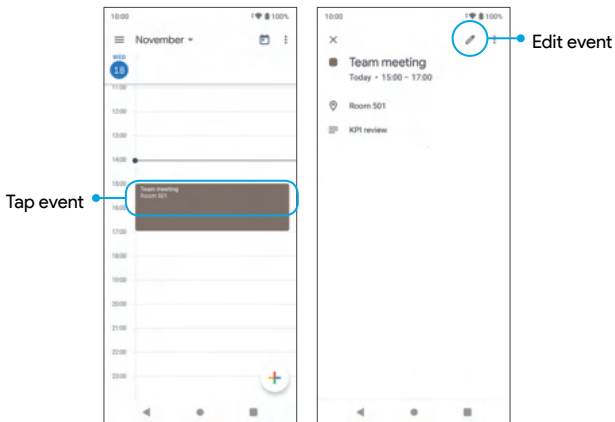 10:00
100%
November
WED
18
11:00
12:00
13:00
14:00
15:00
Team meeting
Room 501
16:00
17:00
18:00
19:00
20:00
21:00
22:00
23:00
Tap event
10:00
100%
Edit event
Team meeting
Today • 15:00 – 17:00
Room 501
KPI review